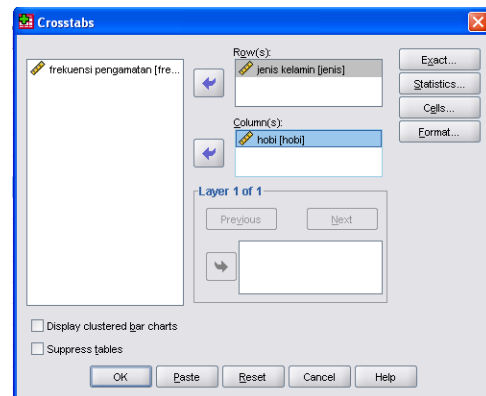 Crosstabs
frekuensi pengamatan [fre...
Row(s):
jenis kelamin [jenis]
Column(s):
hobi [hobi]
Layer 1 of 1
Previous
Next
Exact...
Statistics...
Cells...
Format...
Display clustered bar charts
Suppress tables
OK
Paste
Reset
Cancel
Help